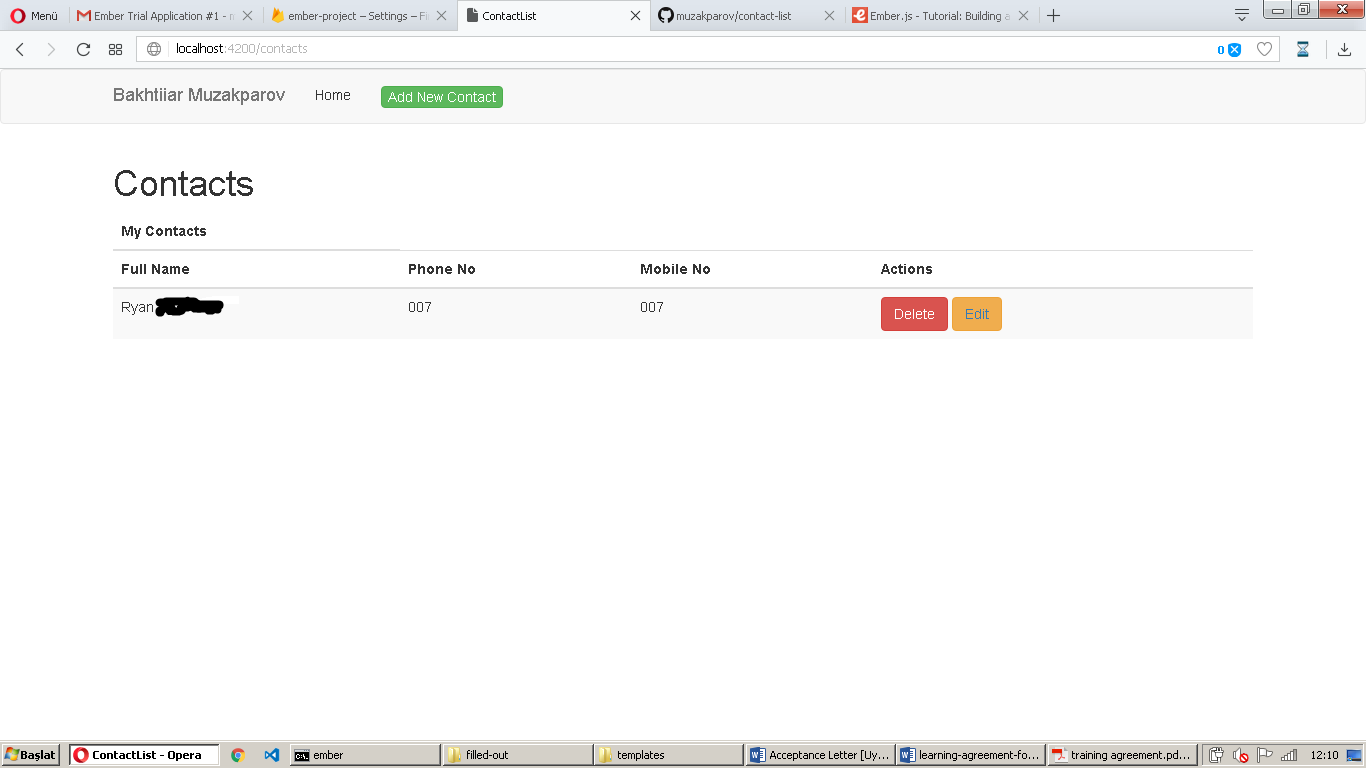 Menü
Ember Trial Application #1 - 
ember-project – Settings – Fi
ContactList
muzakparov/contact-list
Ember.js - Tutorial: Building a
localhost:4200/contacts
0
Bakhtiiar Muzakparov
Home
Add New Contact
Contacts
My Contacts
Full Name Phone No Mobile No Actions
Ryan 007 007 Delete Edit
Başlat
ContactList - Opera
ember
filled-out
templates
Acceptance Letter [Uy...
learning-agreement-fo...
training agreement.pd...
12:10